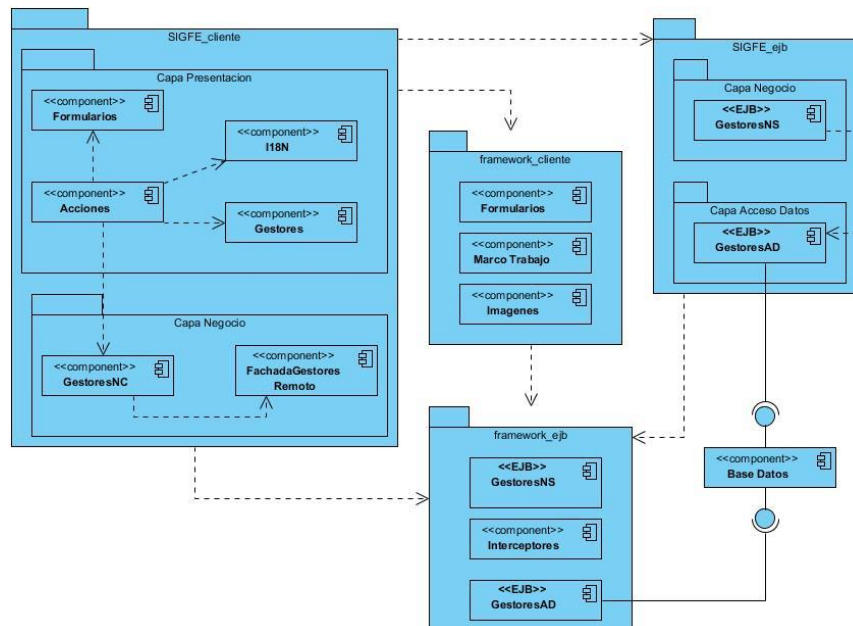 SIGFE_cliente
Capa Presentacion
<<component>>
Formularios
<<component>>
I18N
<<component>>
Acciones
<<component>>
Gestores
Capa Negocio
<<component>>
GestoresNC
<<component>>
FachadaGestores
Remoto
framework_cliente
<<component>>
Formularios
<<component>>
Marco Trabajo
<<component>>
Imagenes
SIGFE_ejb
Capa Negocio
<<EJB>>
GestoresNS
Capa Acceso Datos
<<EJB>>
GestoresAD
framework_ejb
<<EJB>>
GestoresNS
<<component>>
Interceptores
<<EJB>>
GestoresAD
<<component>>
Base Datos